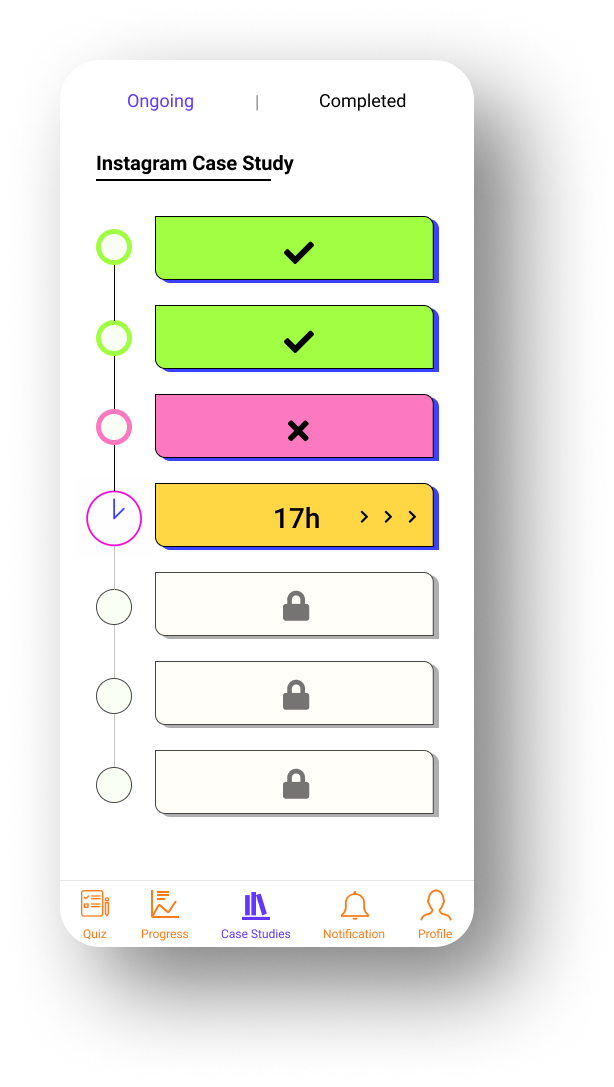 Ongoing | Completed
Instagram Case Study
17h
Quiz Progress Case Studies Notification Profile